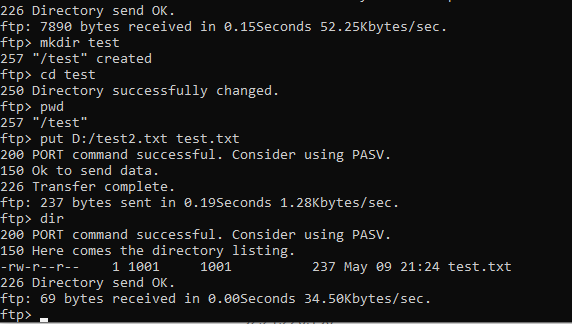 226 Directory send OK.
ftp: 7890 bytes received in 0.15Seconds 52.25Kbytes/sec.
ftp> mkdir test
257 "/test" created
ftp> cd test
250 Directory successfully changed.
ftp> pwd
257 "/test"
ftp> put D:/test2.txt test.txt
200 PORT command successful. Consider using PASV.
150 Ok to send data.
226 Transfer complete.
ftp: 237 bytes sent in 0.19Seconds 1.28Kbytes/sec.
ftp> dir
200 PORT command successful. Consider using PASV.
150 Here comes the directory listing.
-rw-r--r--    1 1001     1001          237 May 09 21:24 test.txt
226 Directory send OK.
ftp: 69 bytes received in 0.00Seconds 34.50Kbytes/sec.
ftp>